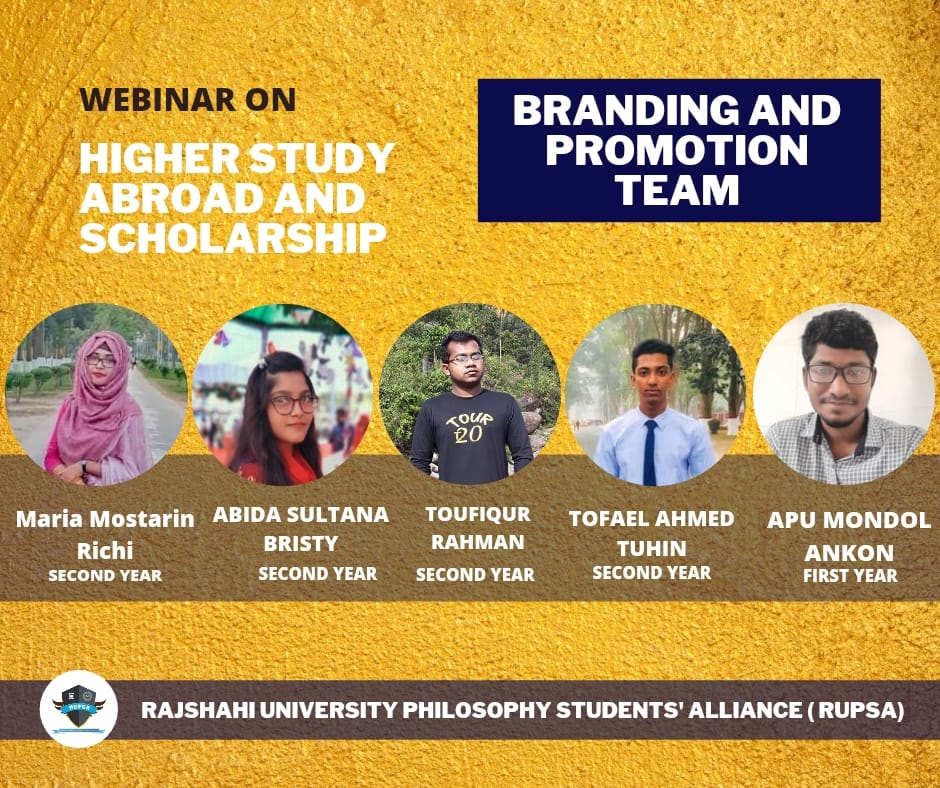 WEBINAR ON
HIGHER STUDY
ABROAD AND
SCHOLARSHIP
BRANDING AND
PROMOTION
TEAM
TOUR
20
Maria Mostarin
Richi
SECOND YEAR
ABIDA SULTANA
BRISTY
SECOND YEAR
TOUFIQUR
RAHMAN
SECOND YEAR
TOFAEL AHMED
TUHIN
SECOND YEAR
APU MONDOL
ANKON
FIRST YEAR
RUPSA
RAJSHAHI UNIVERSITY PHILOSOPHY STUDENTS' ALLIANCE ( RUPSA)